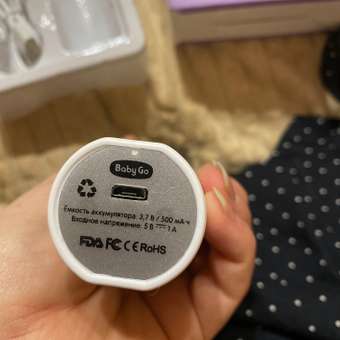 Baby Go
Емкость аккумулятора: 3,7 В / 500 мА·ч
Входное напряжение: 5 В ⎓ 1 А
FDA FC CE RoHS